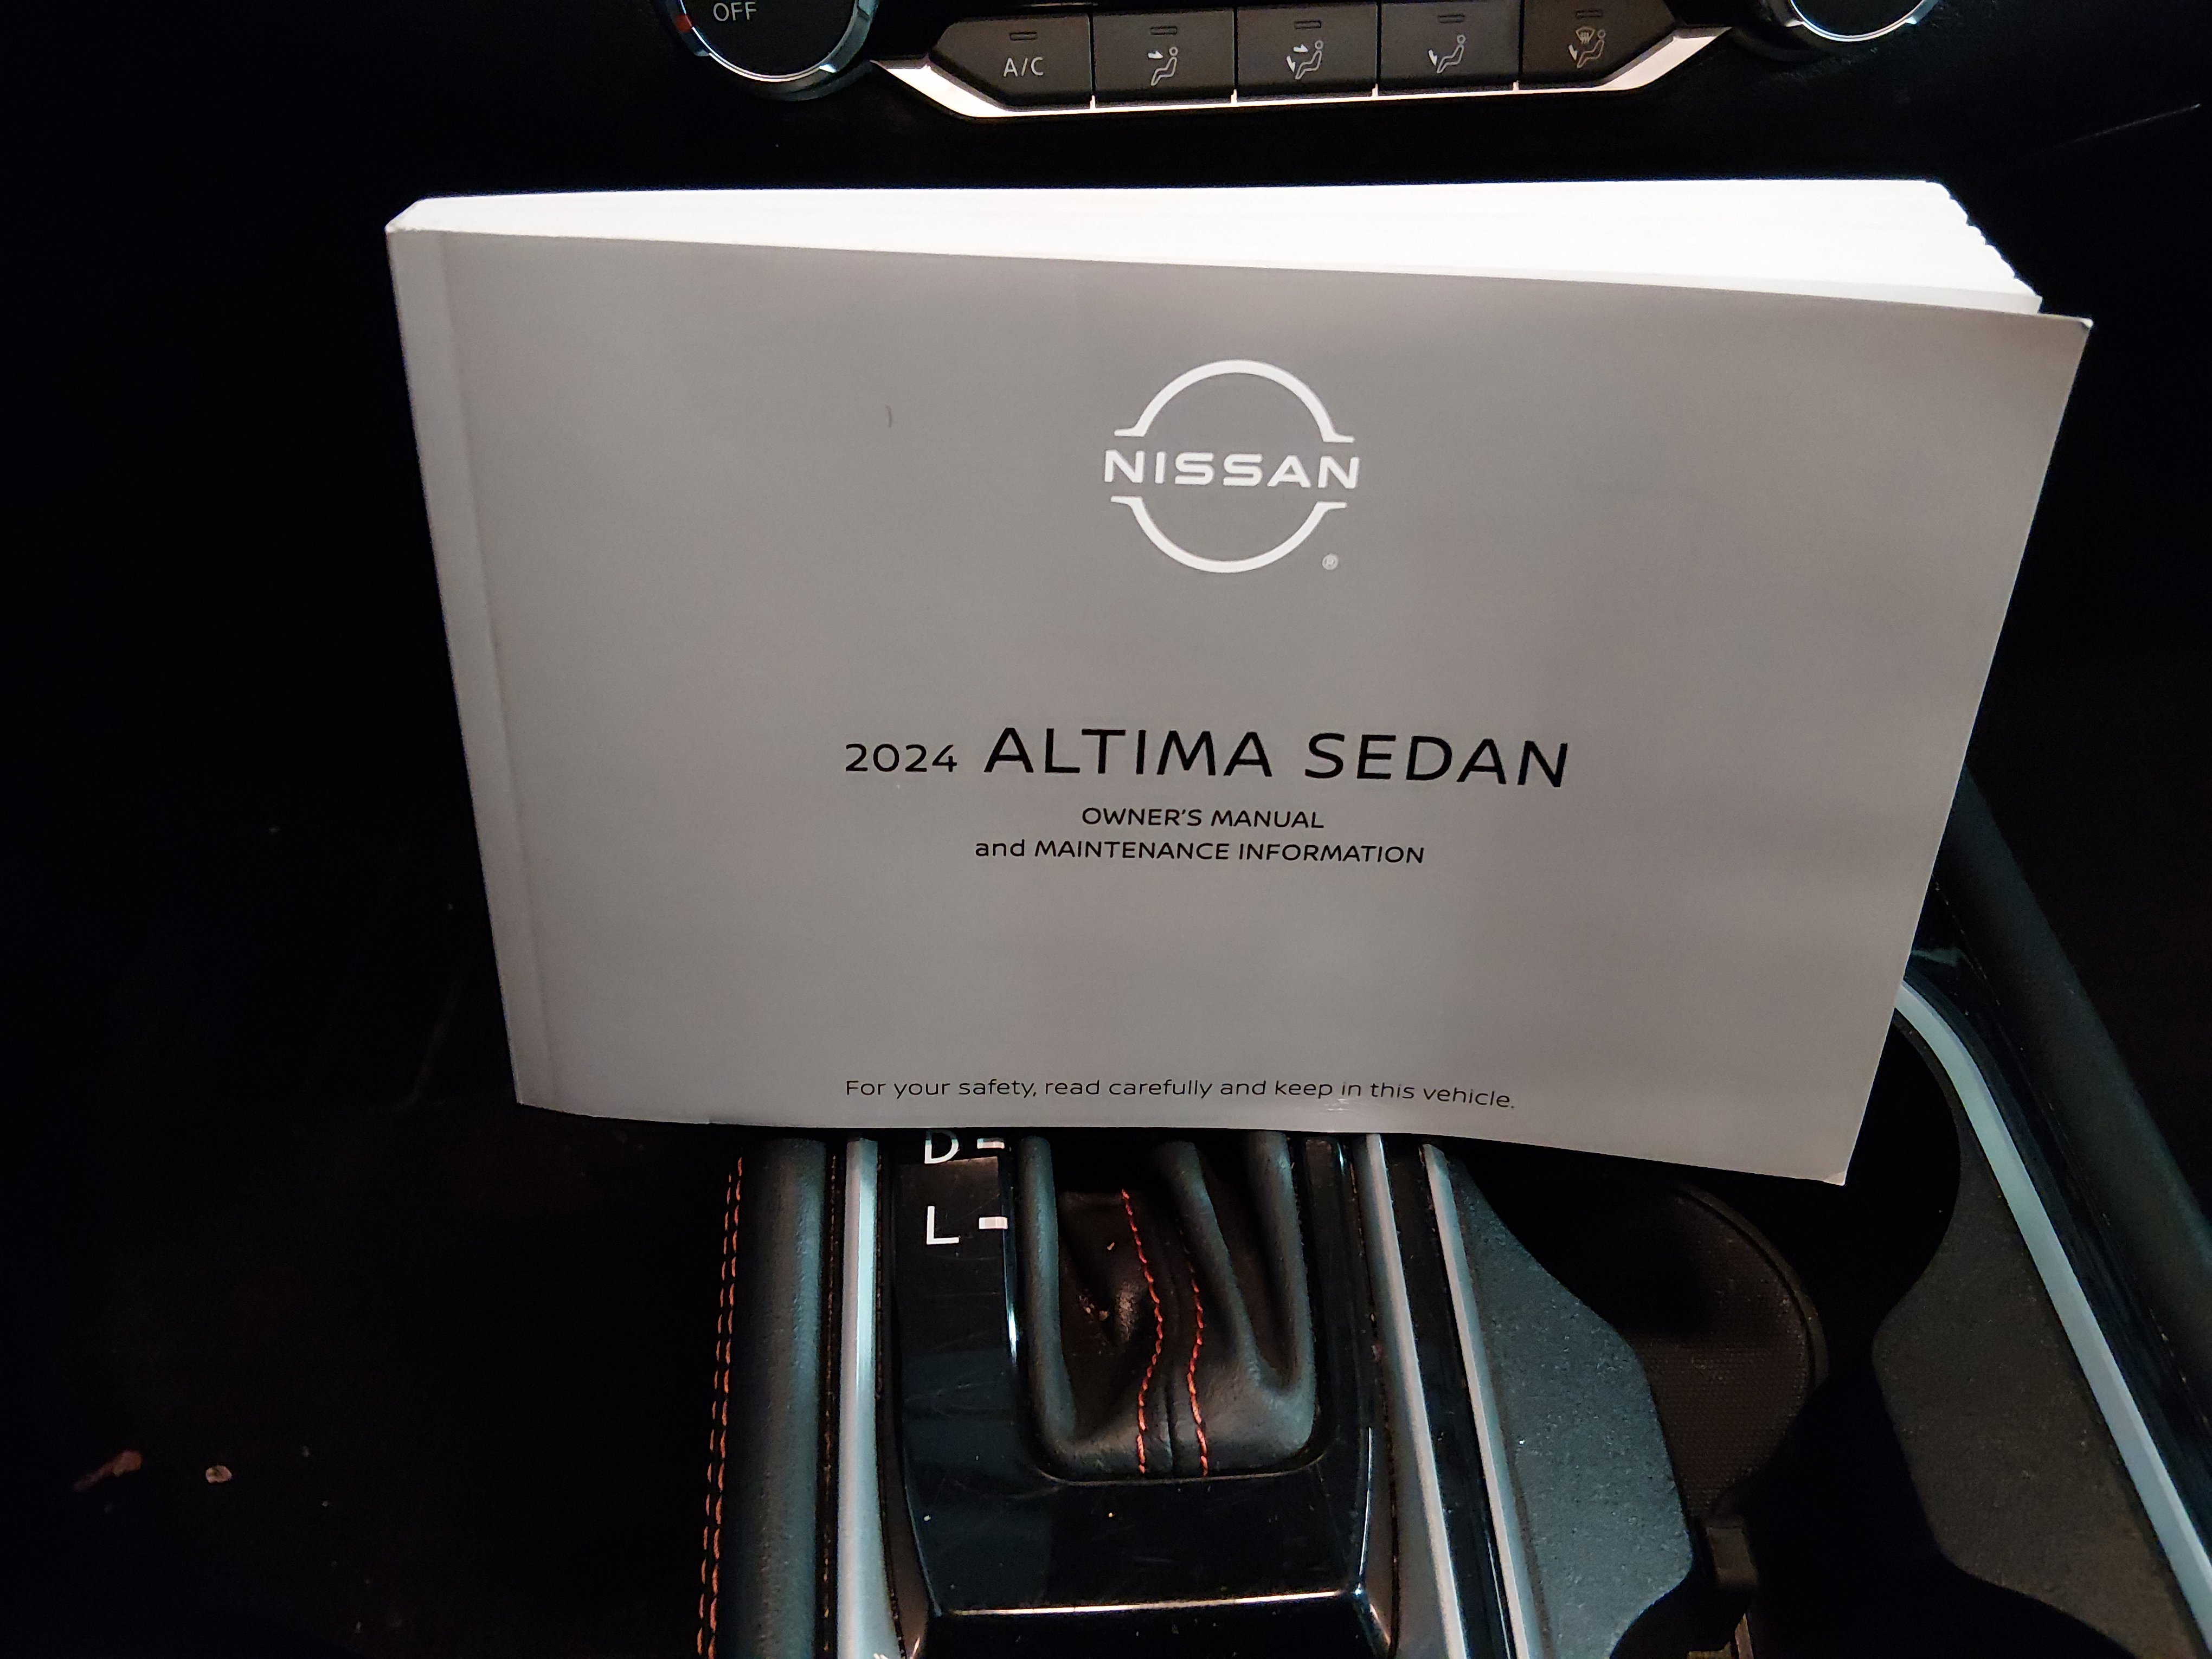 OFF
A/C
NISSAN
®
2024 ALTIMA SEDAN
OWNER'S MANUAL
and MAINTENANCE INFORMATION
For your safety, read carefully and keep in this vehicle.
D
L